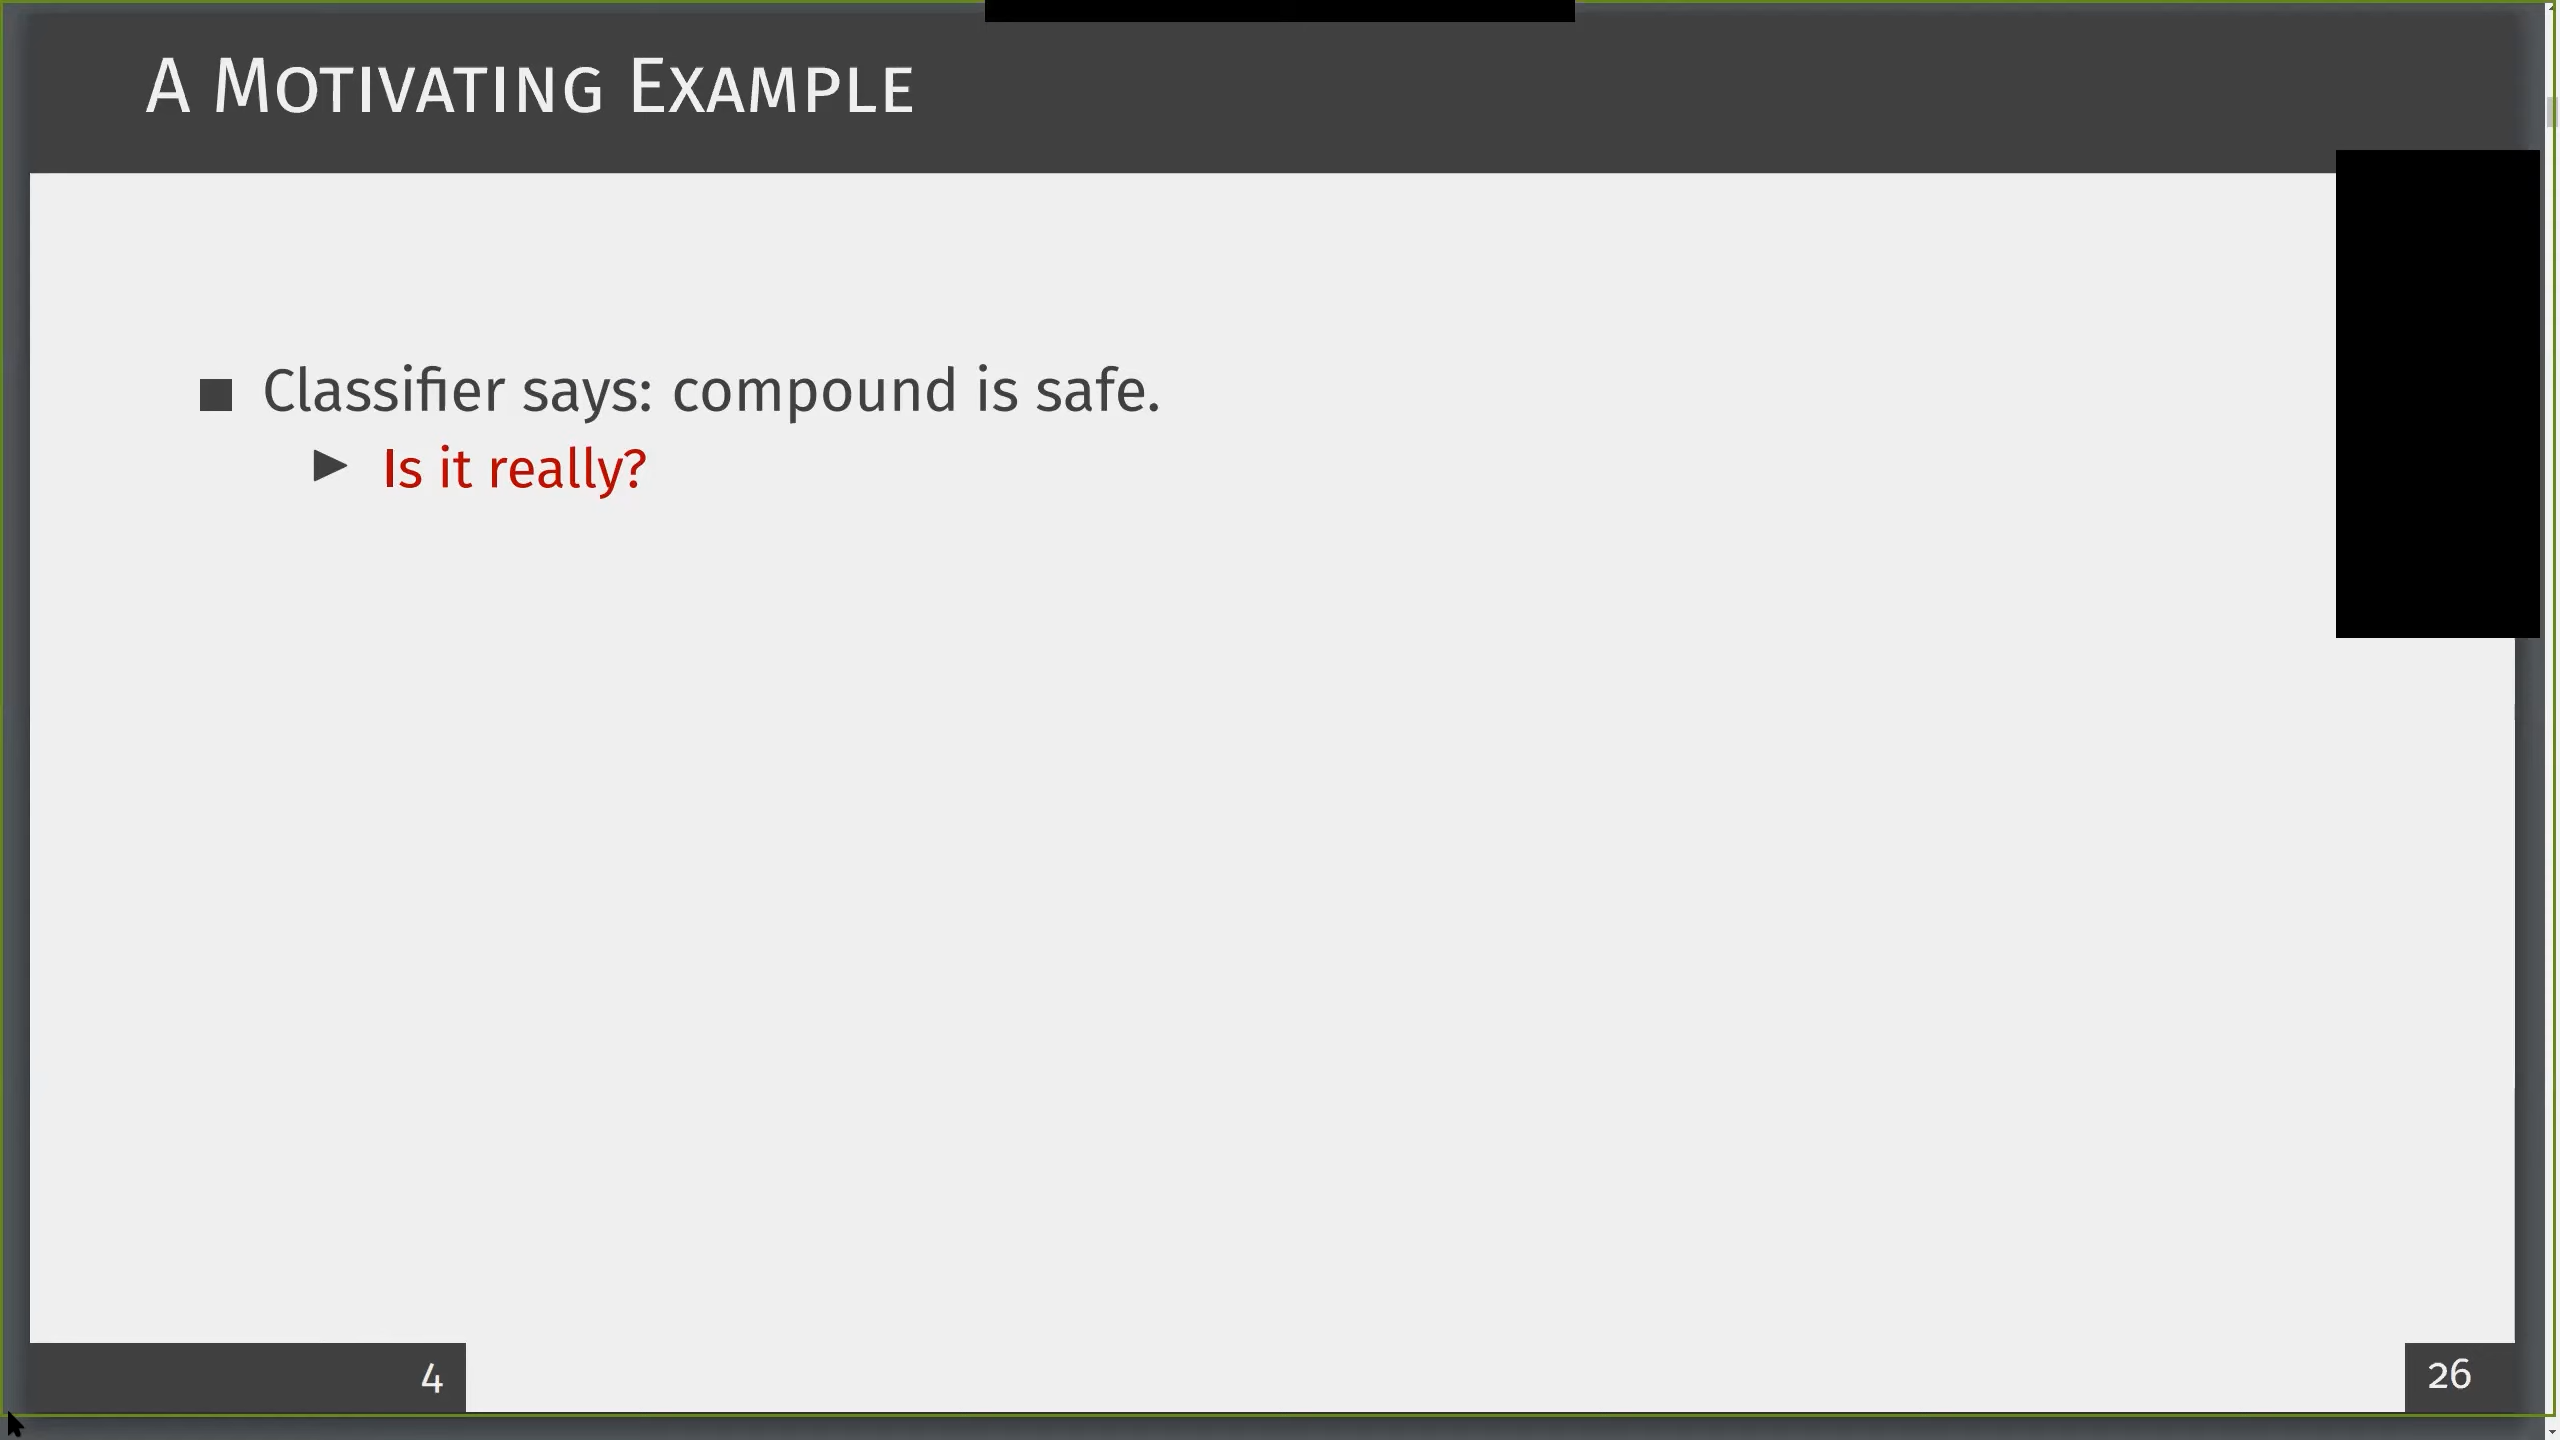 A Motivating Example
■ Classifier says: compound is safe.
▶ Is it really?
4
26